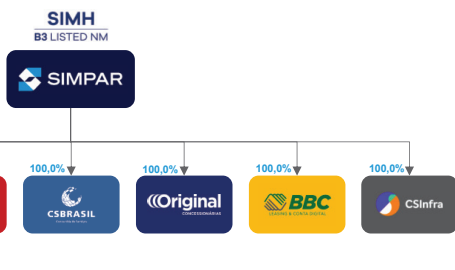 SIMH
B3 LISTED NM
SIMPAR
100,0%
100,0%
100,0%
100,0%
CSBRASIL
Original
CONCESSIONÁRIAS
BBC
LEASING & CONTA DIGITAL
CSInfra